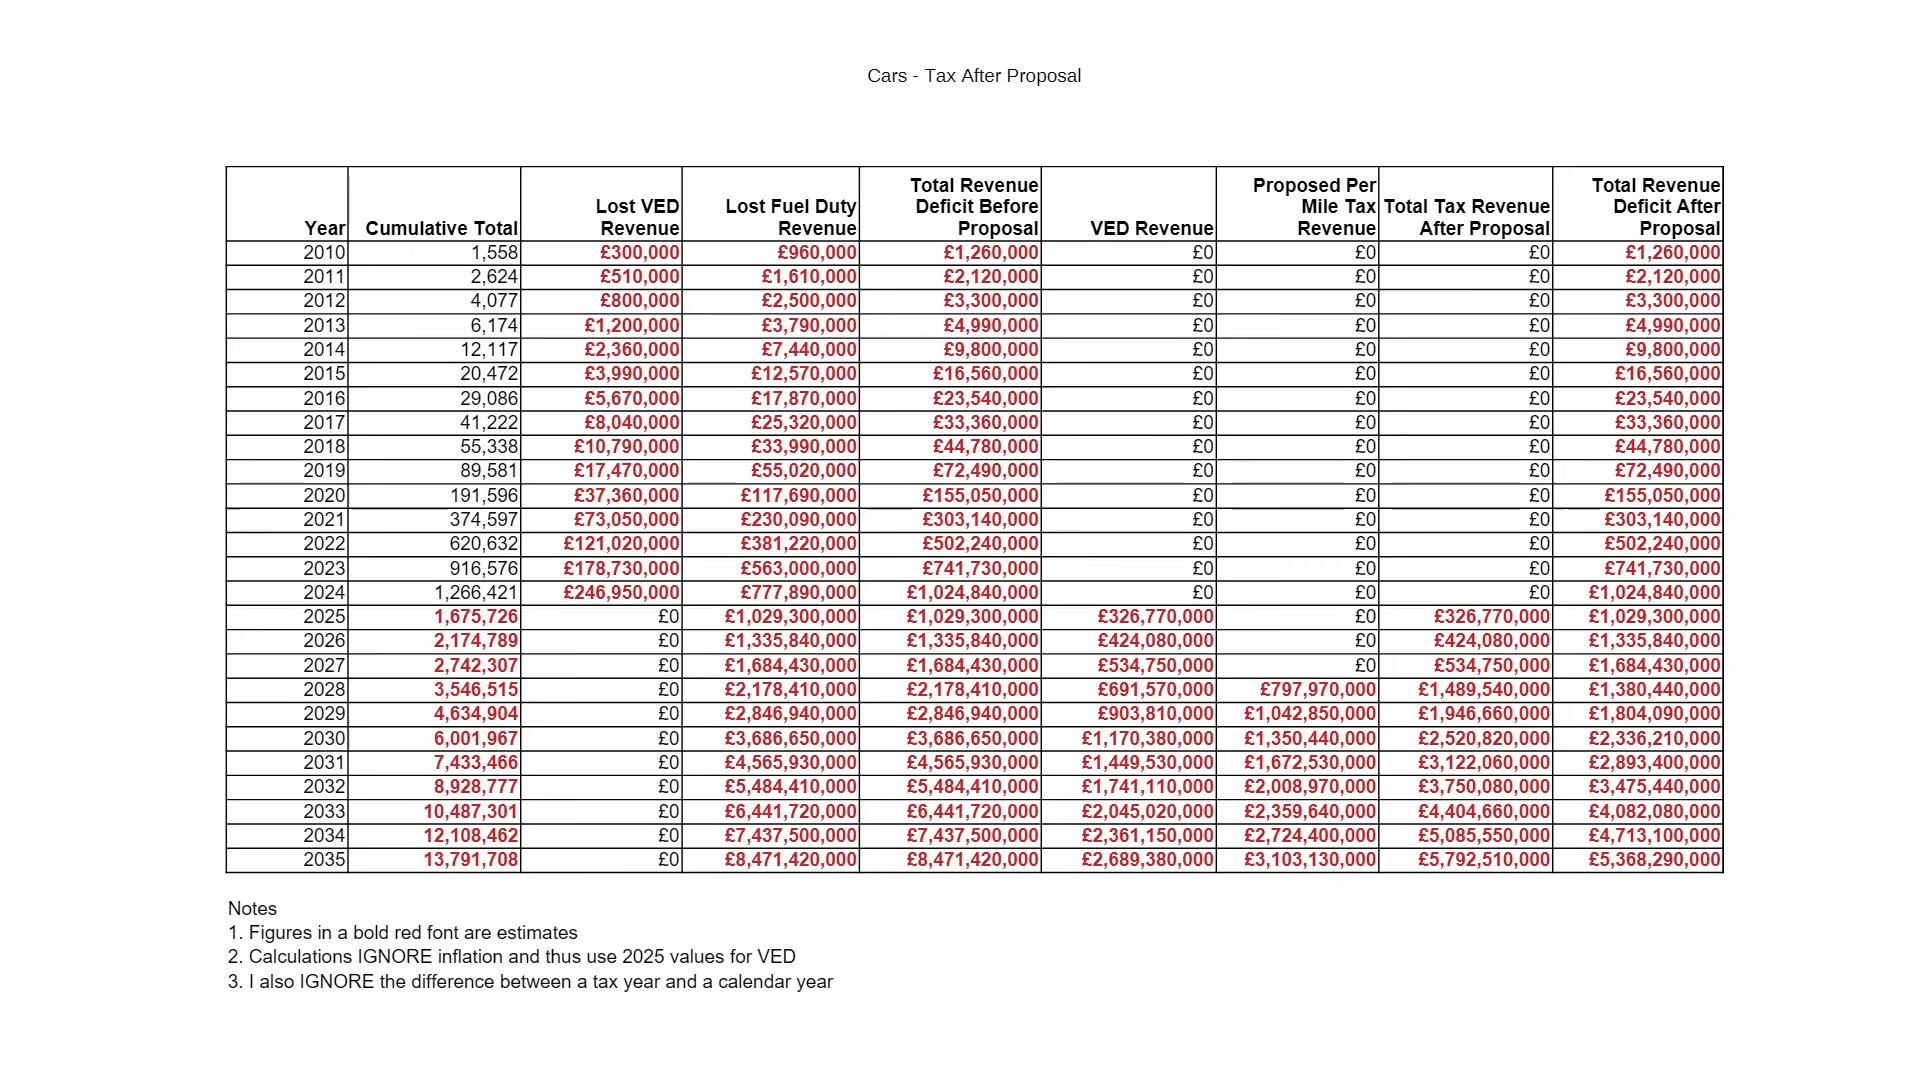 Cars - Tax After Proposal
Year Cumulative Total Lost VED Revenue Lost Fuel Duty Revenue Total Revenue Deficit Before Proposal VED Revenue Proposed Per Mile Tax Revenue Total Tax Revenue After Proposal Total Revenue Deficit After Proposal
2010 1,558 £300,000 £960,000 £1,260,000 £0 £0 £0 £1,260,000
2011 2,624 £510,000 £1,610,000 £2,120,000 £0 £0 £0 £2,120,000
2012 4,077 £800,000 £2,500,000 £3,300,000 £0 £0 £0 £3,300,000
2013 6,174 £1,200,000 £3,790,000 £4,990,000 £0 £0 £0 £4,990,000
2014 12,117 £2,360,000 £7,440,000 £9,800,000 £0 £0 £0 £9,800,000
2015 20,472 £3,990,000 £12,570,000 £16,560,000 £0 £0 £0 £16,560,000
2016 29,086 £5,670,000 £17,870,000 £23,540,000 £0 £0 £0 £23,540,000
2017 41,222 £8,040,000 £25,320,000 £33,360,000 £0 £0 £0 £33,360,000
2018 55,338 £10,790,000 £33,990,000 £44,780,000 £0 £0 £0 £44,780,000
2019 89,581 £17,470,000 £55,020,000 £72,490,000 £0 £0 £0 £72,490,000
2020 191,596 £37,360,000 £117,690,000 £155,050,000 £0 £0 £0 £155,050,000
2021 374,597 £73,050,000 £230,090,000 £303,140,000 £0 £0 £0 £303,140,000
2022 620,632 £121,020,000 £381,220,000 £502,240,000 £0 £0 £0 £502,240,000
2023 916,576 £178,730,000 £563,000,000 £741,730,000 £0 £0 £0 £741,730,000
2024 1,266,421 £246,950,000 £777,890,000 £1,024,840,000 £0 £0 £0 £1,024,840,000
2025 1,675,726 £0 £1,029,300,000 £1,029,300,000 £326,770,000 £0 £326,770,000 £1,029,300,000
2026 2,174,789 £0 £1,335,840,000 £1,335,840,000 £424,080,000 £0 £424,080,000 £1,335,840,000
2027 2,742,307 £0 £1,684,430,000 £1,684,430,000 £534,750,000 £0 £534,750,000 £1,684,430,000
2028 3,546,515 £0 £2,178,410,000 £2,178,410,000 £691,570,000 £797,970,000 £1,489,540,000 £1,380,440,000
2029 4,634,904 £0 £2,846,940,000 £2,846,940,000 £903,810,000 £1,042,850,000 £1,946,660,000 £1,804,090,000
2030 6,001,967 £0 £3,686,650,000 £3,686,650,000 £1,170,380,000 £1,350,440,000 £2,520,820,000 £2,336,210,000
2031 7,433,466 £0 £4,565,930,000 £4,565,930,000 £1,449,530,000 £1,672,530,000 £3,122,060,000 £2,893,400,000
2032 8,928,777 £0 £5,484,410,000 £5,484,410,000 £1,741,110,000 £2,008,970,000 £3,750,080,000 £3,475,440,000
2033 10,487,301 £0 £6,441,720,000 £6,441,720,000 £2,045,020,000 £2,359,640,000 £4,404,660,000 £4,082,080,000
2034 12,108,462 £0 £7,437,500,000 £7,437,500,000 £2,361,150,000 £2,724,400,000 £5,085,550,000 £4,713,100,000
2035 13,791,708 £0 £8,471,420,000 £8,471,420,000 £2,689,380,000 £3,103,130,000 £5,792,510,000 £5,368,290,000
Notes
1. Figures in a bold red font are estimates
2. Calculations IGNORE inflation and thus use 2025 values for VED
3. I also IGNORE the difference between a tax year and a calendar year